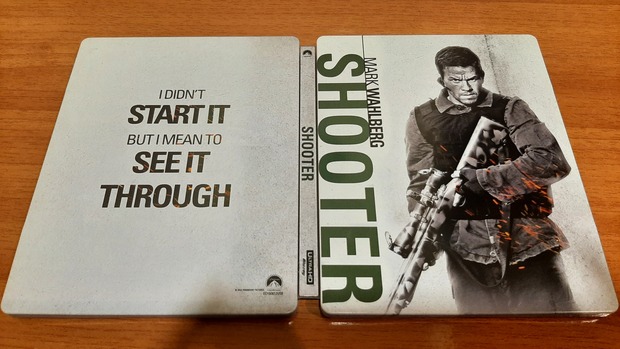 I DIDN'T
START IT
BUT I MEAN TO
SEE IT
THROUGH
SHOOTER
MARK WAHLBERG
SHOOTER